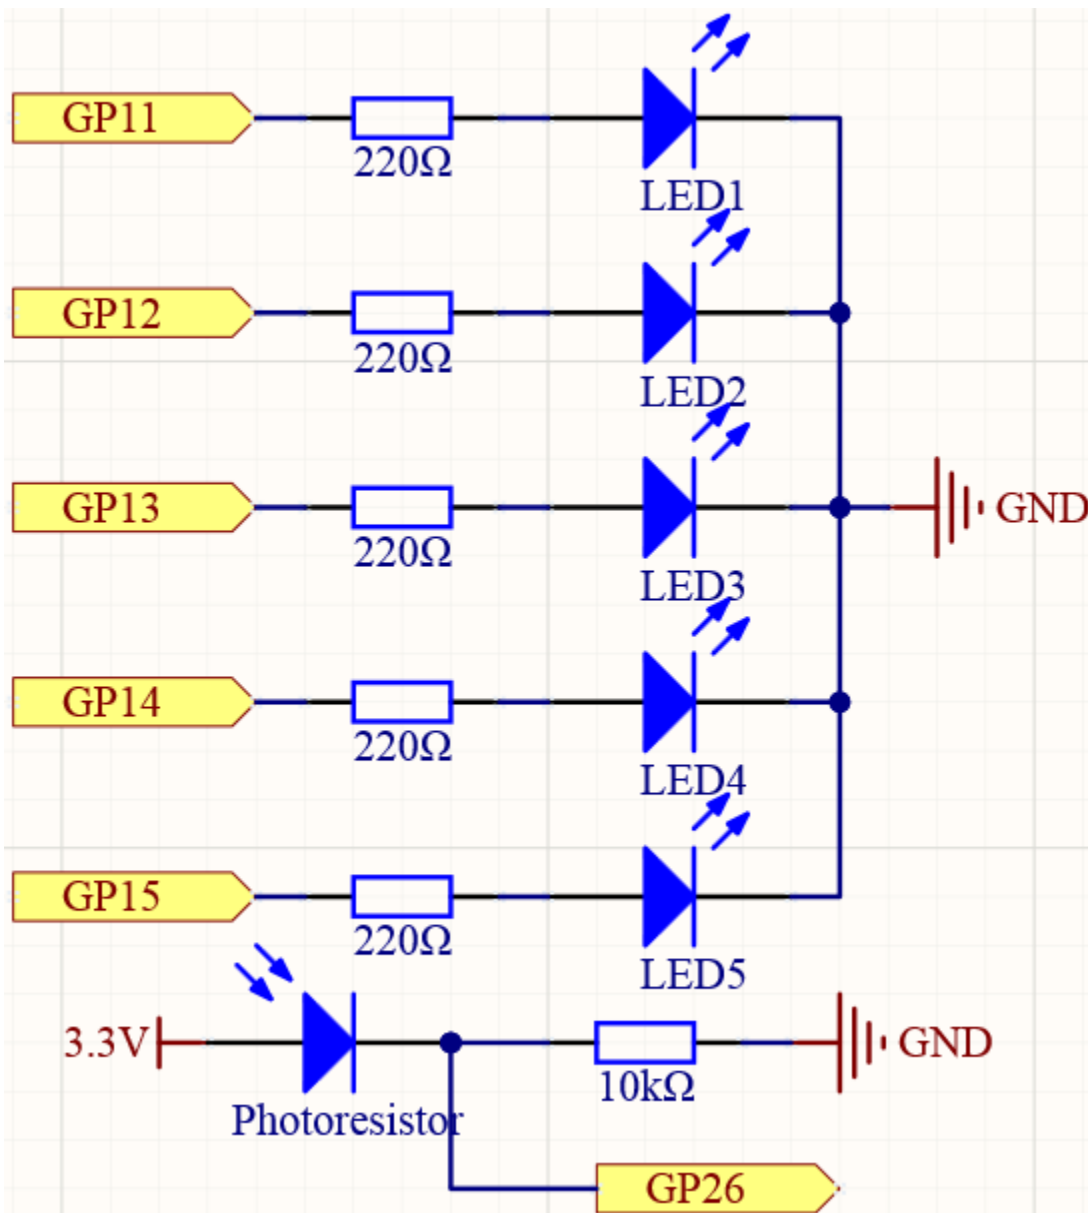 GP11
220Ω
LED1
GP12
220Ω
LED2
GP13
220Ω
LED3
GND
GP14
220Ω
LED4
GP15
220Ω
LED5
3.3V
Photoresistor
10kΩ
GND
GP26